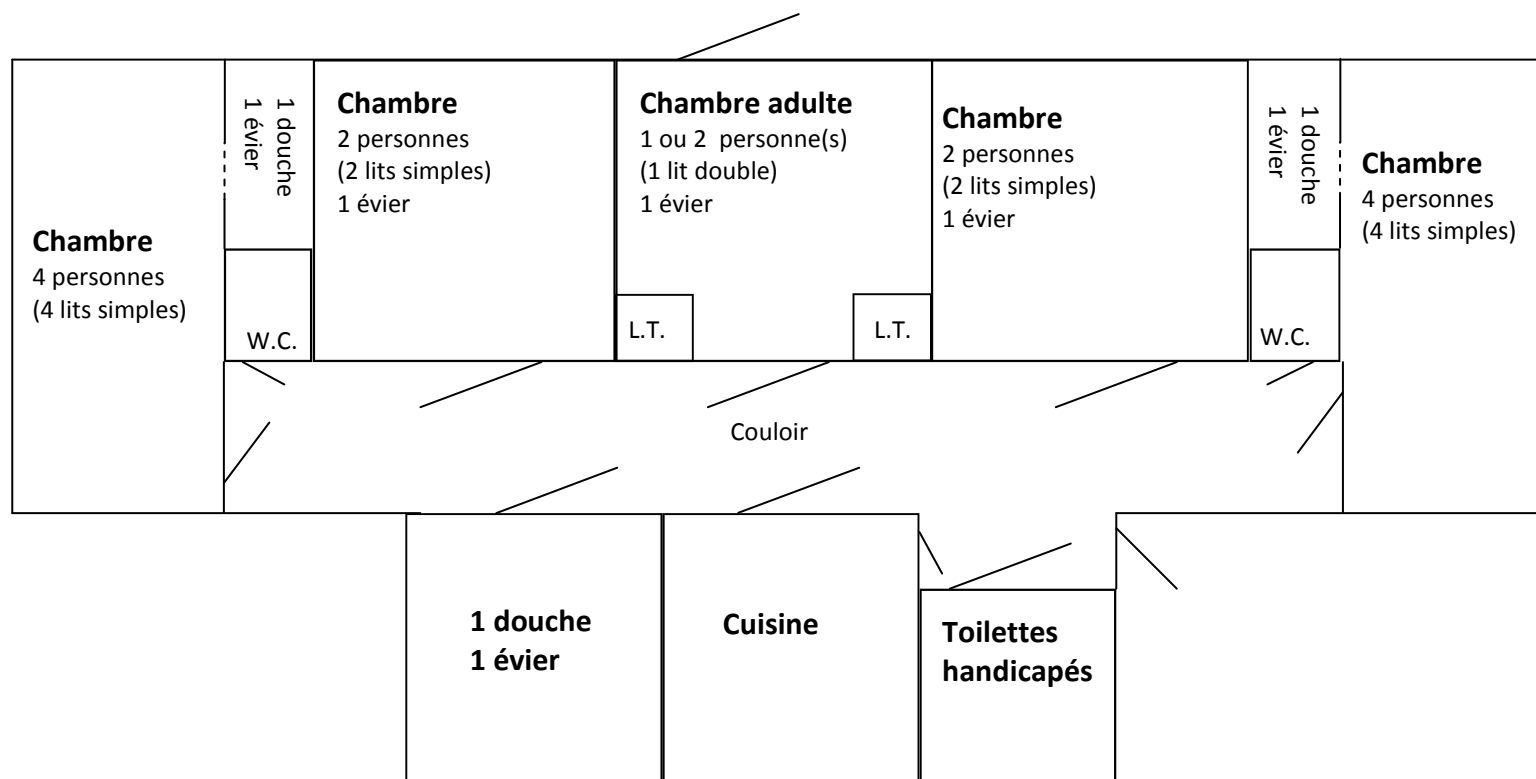 Chambre
4 personnes
(4 lits simples)
1 douche
1 évier
W.C.
Chambre
2 personnes
(2 lits simples)
1 évier
Chambre adulte
1 ou 2 personne(s)
(1 lit double)
1 évier
L.T.
L.T.
Chambre
2 personnes
(2 lits simples)
1 évier
1 douche
1 évier
W.C.
Chambre
4 personnes
(4 lits simples)
Couloir
1 douche
1 évier
Cuisine
Toilettes
handicapés